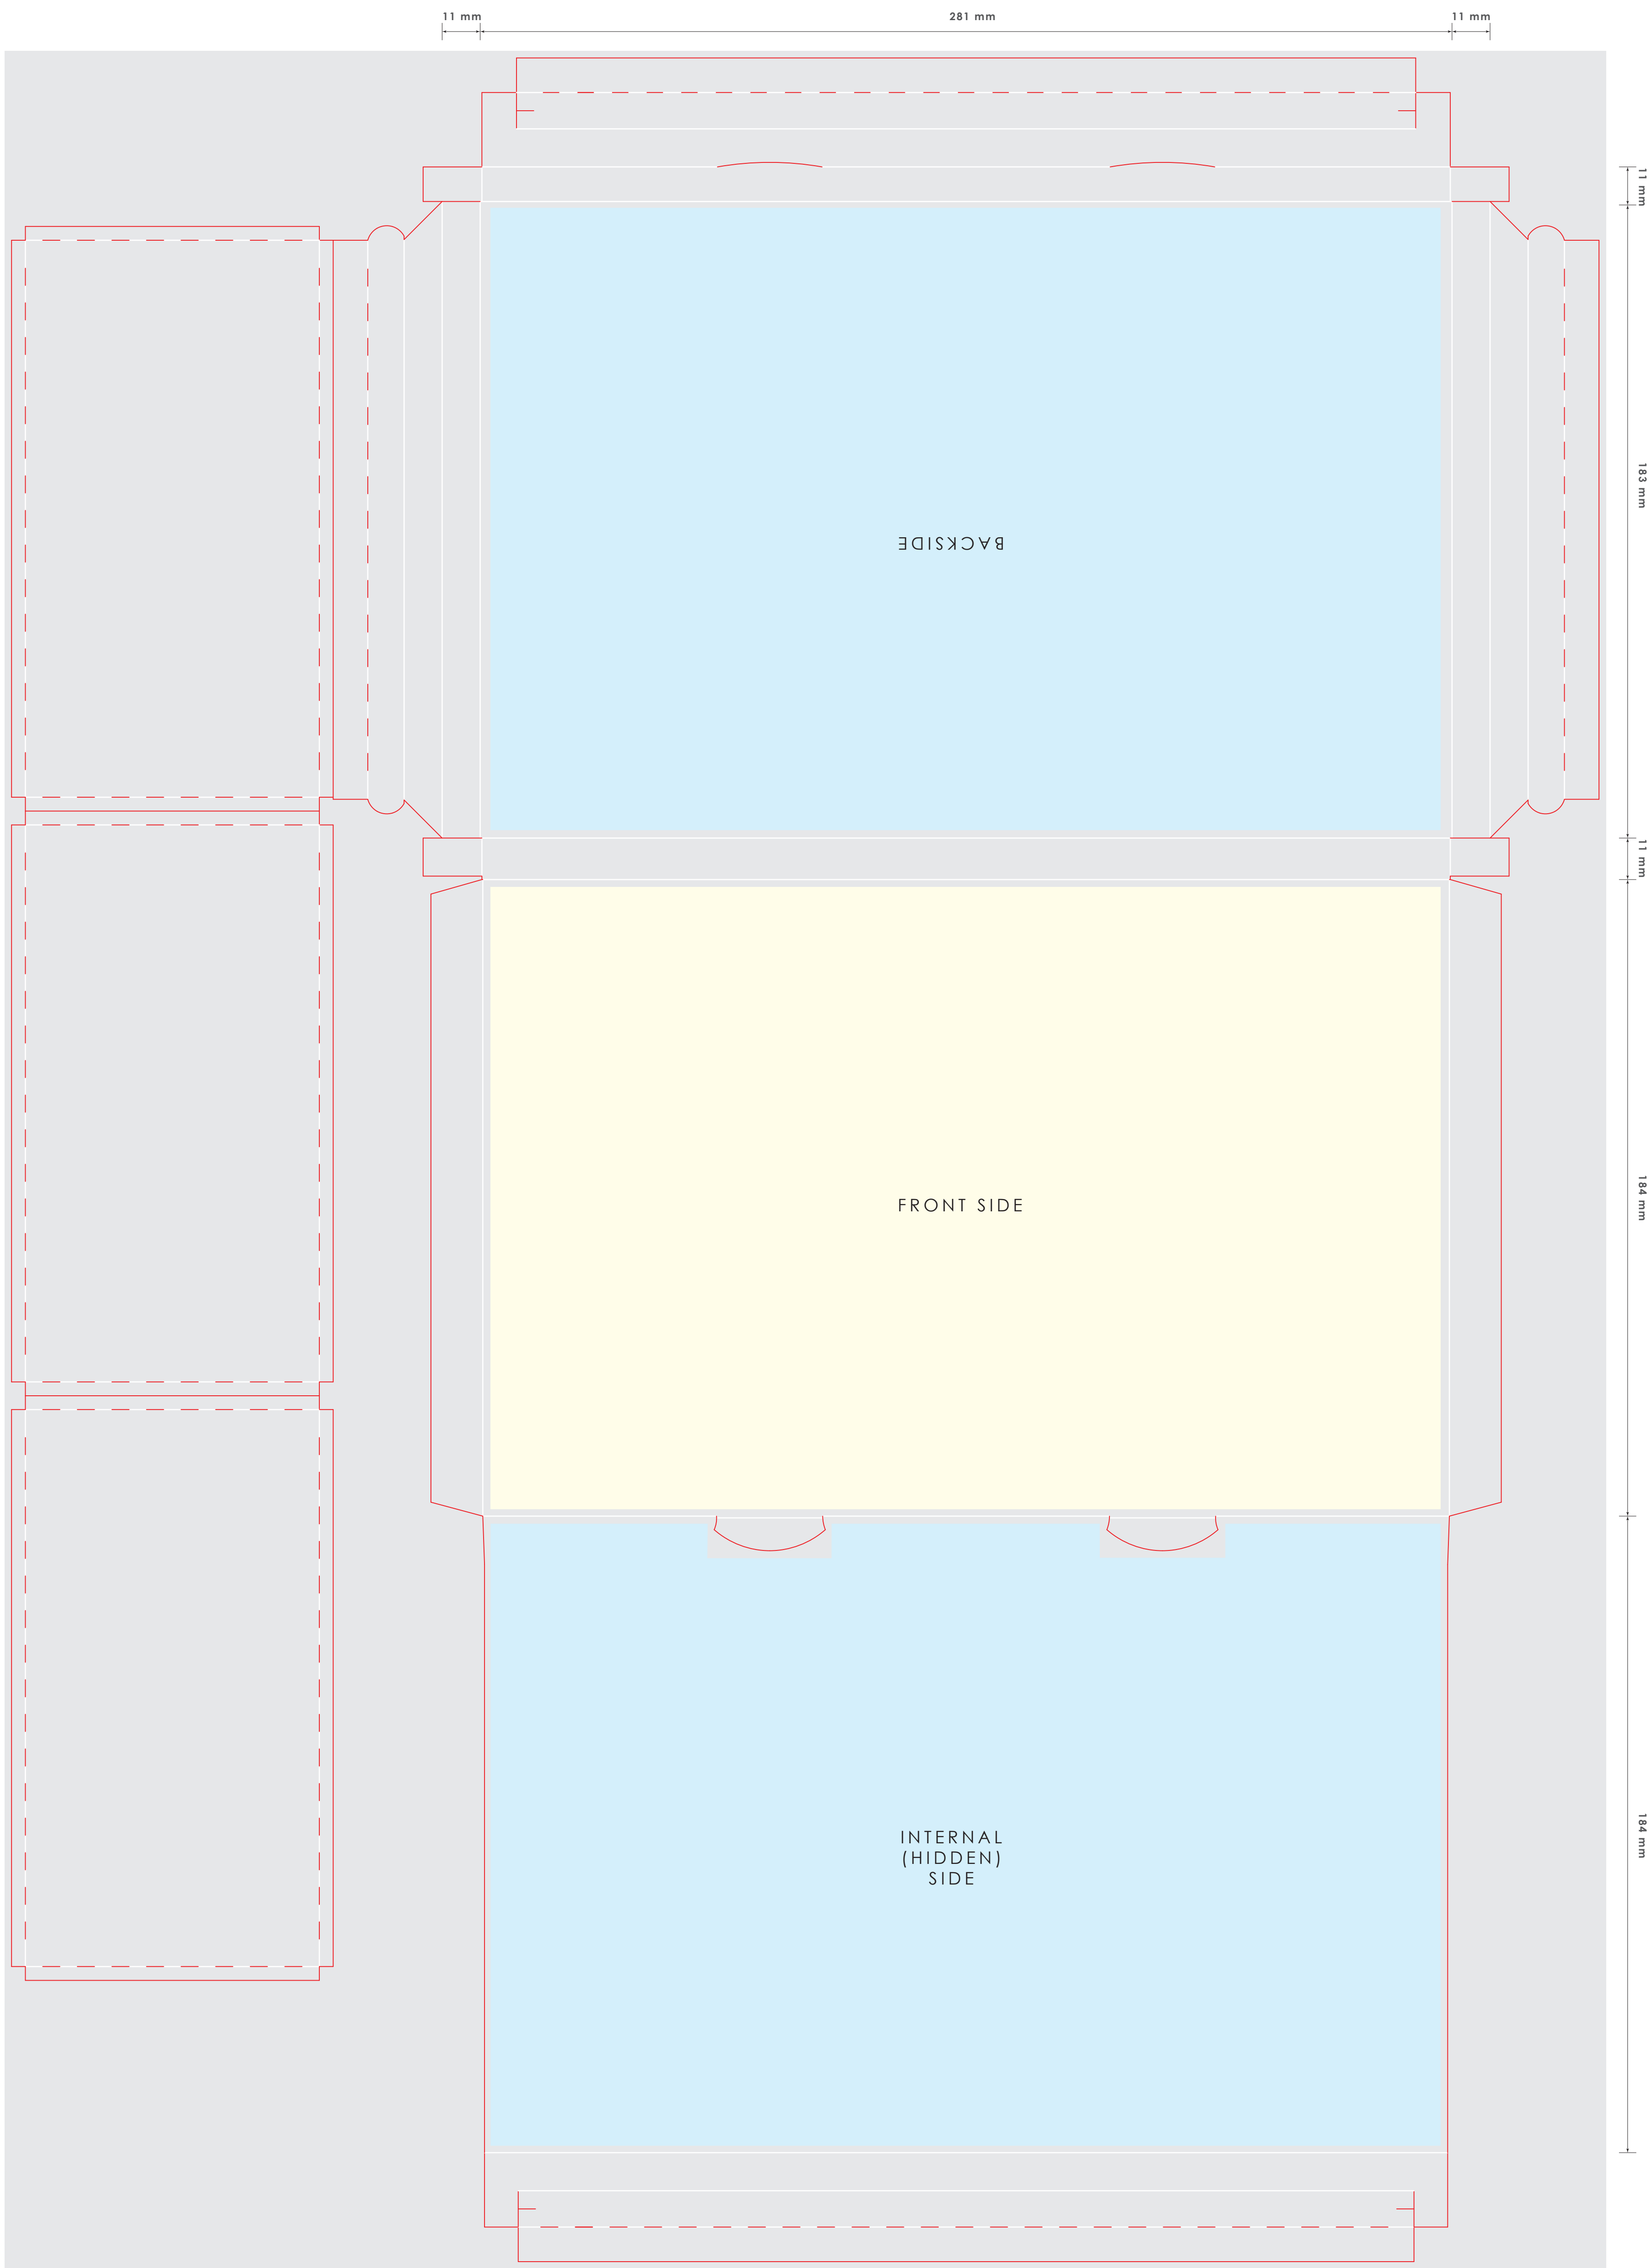 11 mm
281 mm
11 mm
11 mm
183 mm
BACKSIDE
11 mm
FRONT SIDE
184 mm
INTERNAL
(HIDDEN)
SIDE
184 mm